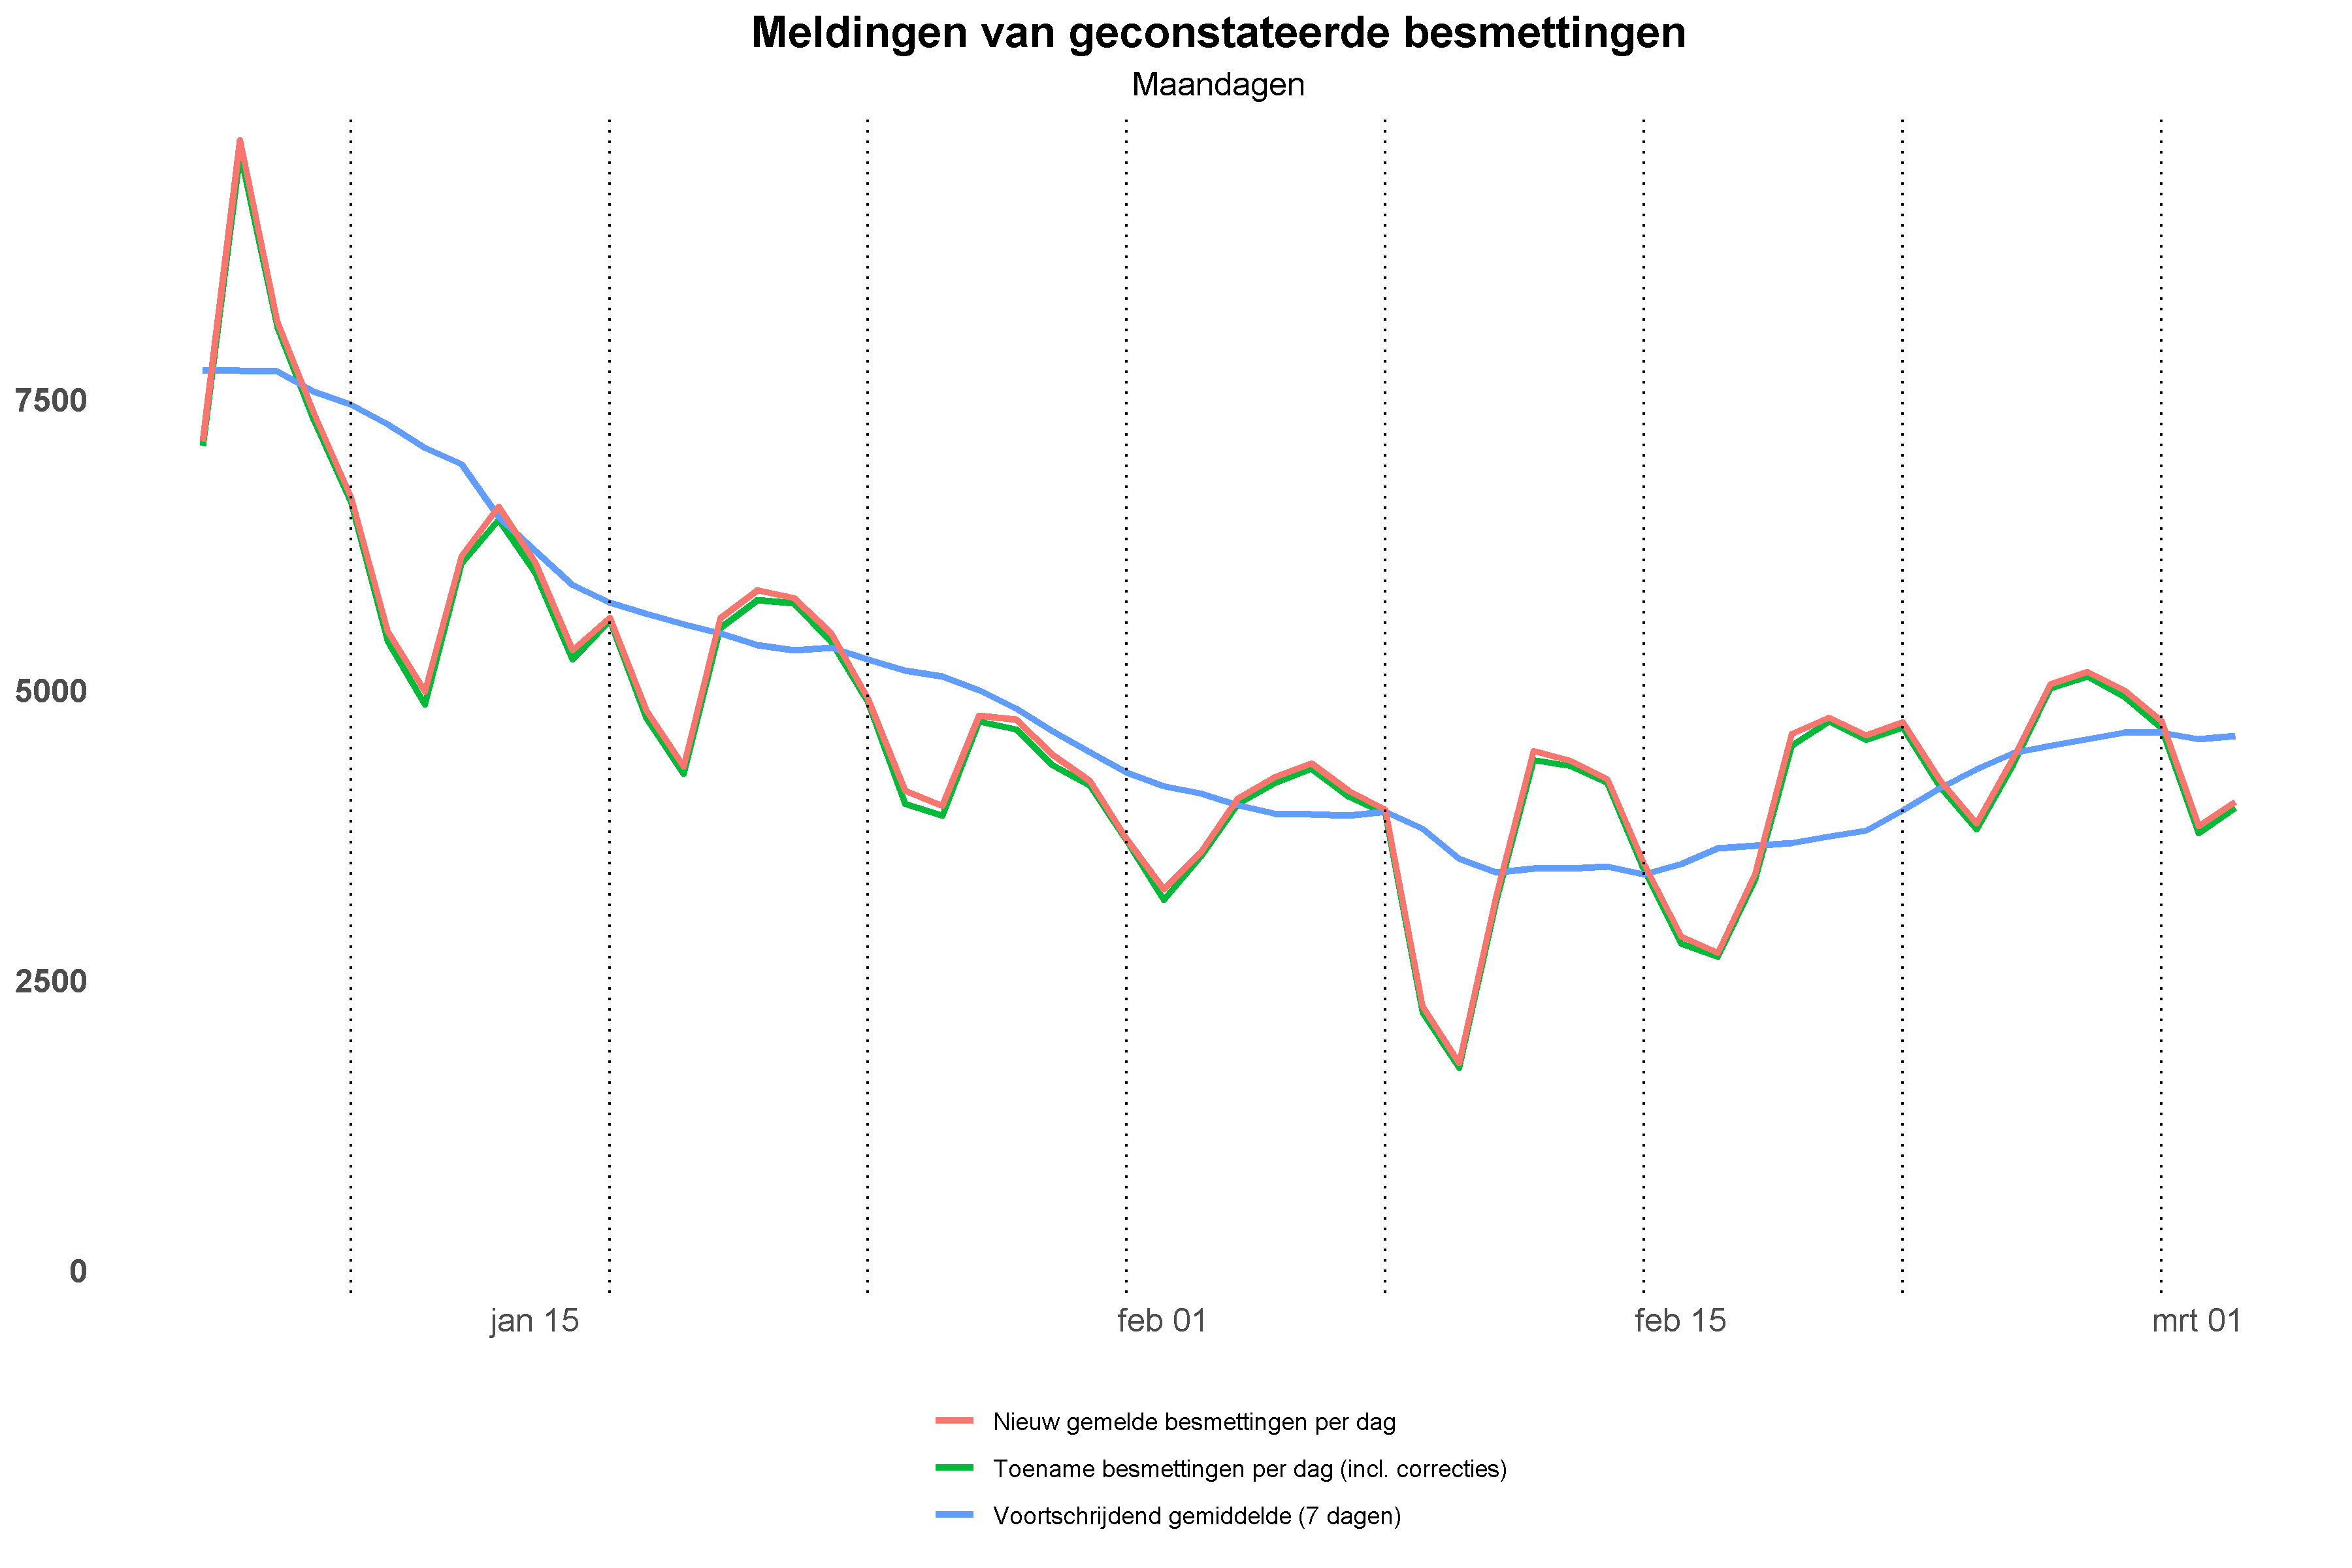 Meldingen van geconstateerde besmettingen
Maandagen
7500
5000
2500
0
jan 15
feb 01
feb 15
mrt 01
Nieuw gemelde besmettingen per dag
Toename besmettingen per dag (incl. correcties)
Voortschrijdend gemiddelde (7 dagen)